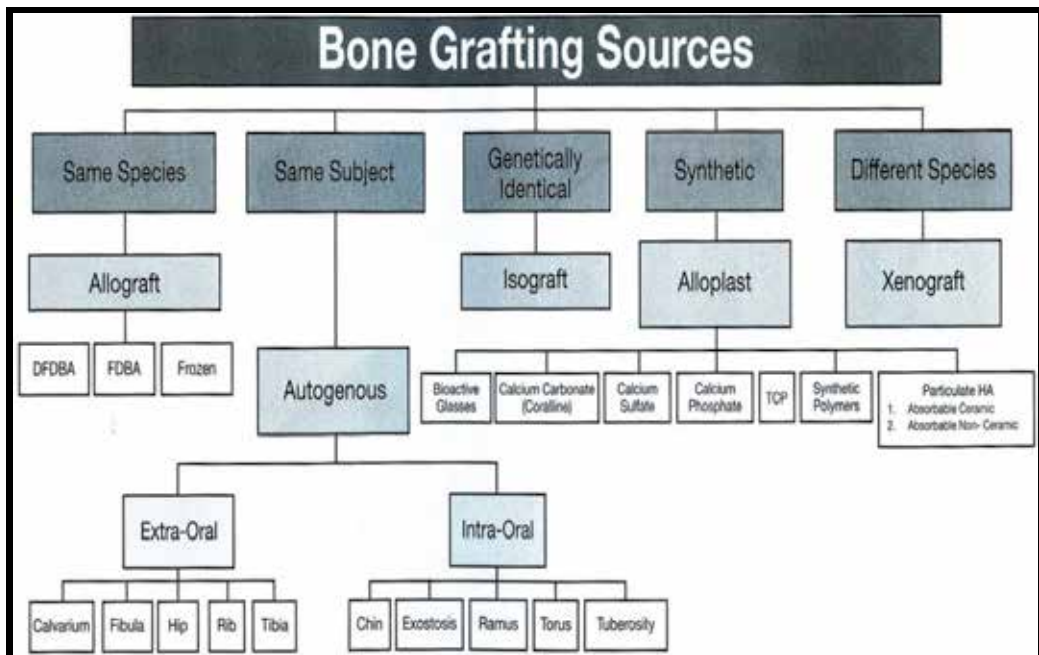 Bone Grafting Sources
Same Species
Same Subject
Genetically
Identical
Synthetic
Different Species
Allograft
Isograft
Alloplast
Xenograft
DFDBA
FDBA
Frozen
Autogenous
Bioactive
Glasses
Calcium Carbonate
(Coralline)
Calcium
Sulfate
Calcium
Phosphate
TCP
Synthetic
Polymers
Particulate HA
1. Absorbable Ceramic
2. Absorbable Non- Ceramic
Extra-Oral
Intra-Oral
Calvarium
Fibula
Hip
Rib
Tibia
Chin
Exostosis
Ramus
Torus
Tuberosity